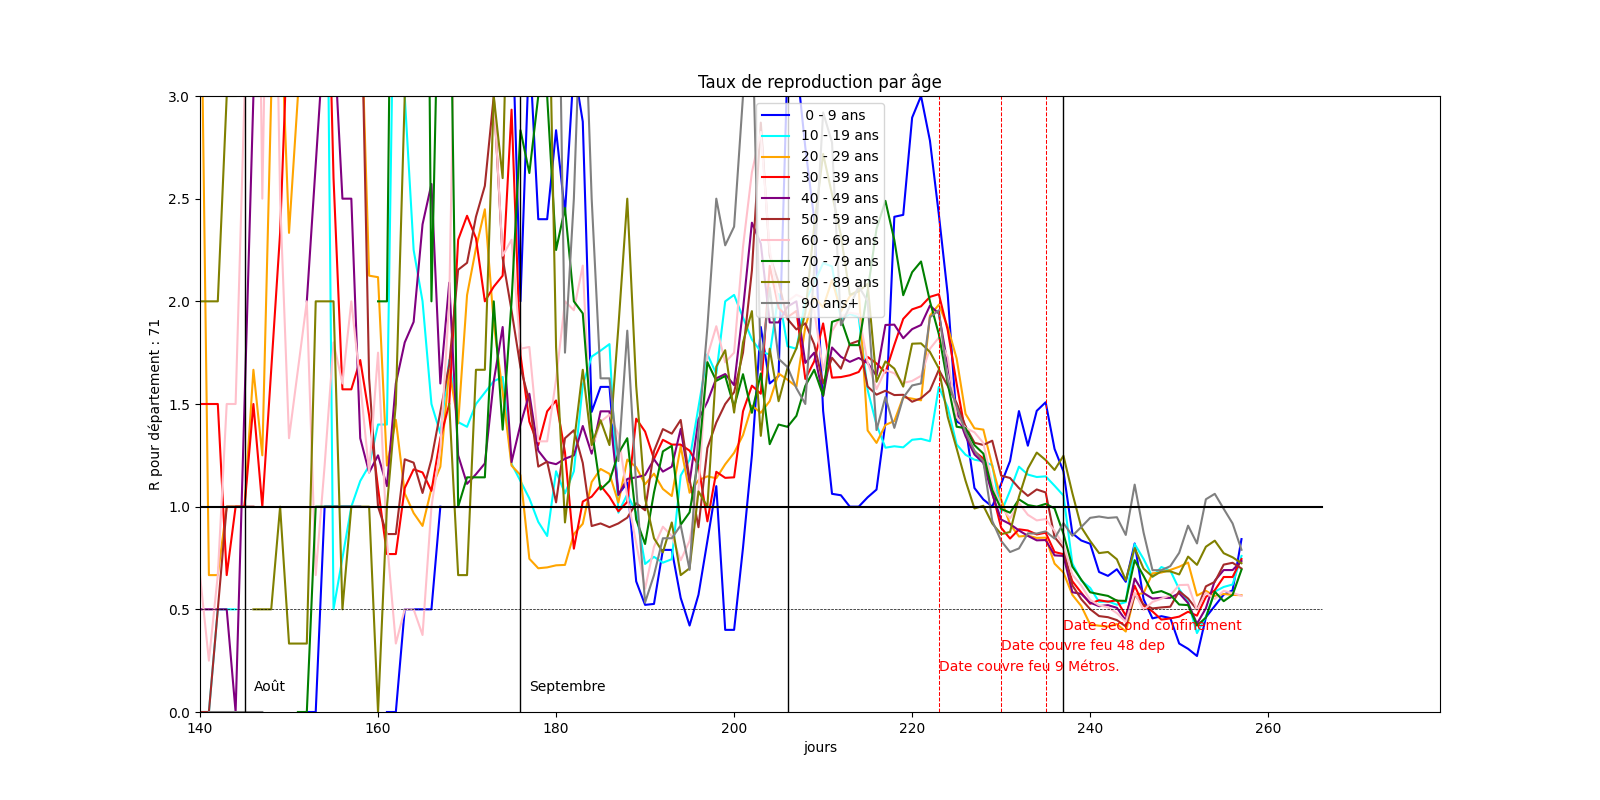 Taux de reproduction par âge
R pour département : 71
3.0
2.5
2.0
1.5
1.0
0.5
0.0
0 - 9 ans
10 - 19 ans
20 - 29 ans
30 - 39 ans
40 - 49 ans
50 - 59 ans
60 - 69 ans
70 - 79 ans
80 - 89 ans
90 ans+
Date second confinement
Date couvre feu 48 dep
Date couvre feu 9 Métros.
Août
Septembre
140
160
180
200
220
240
260
jours